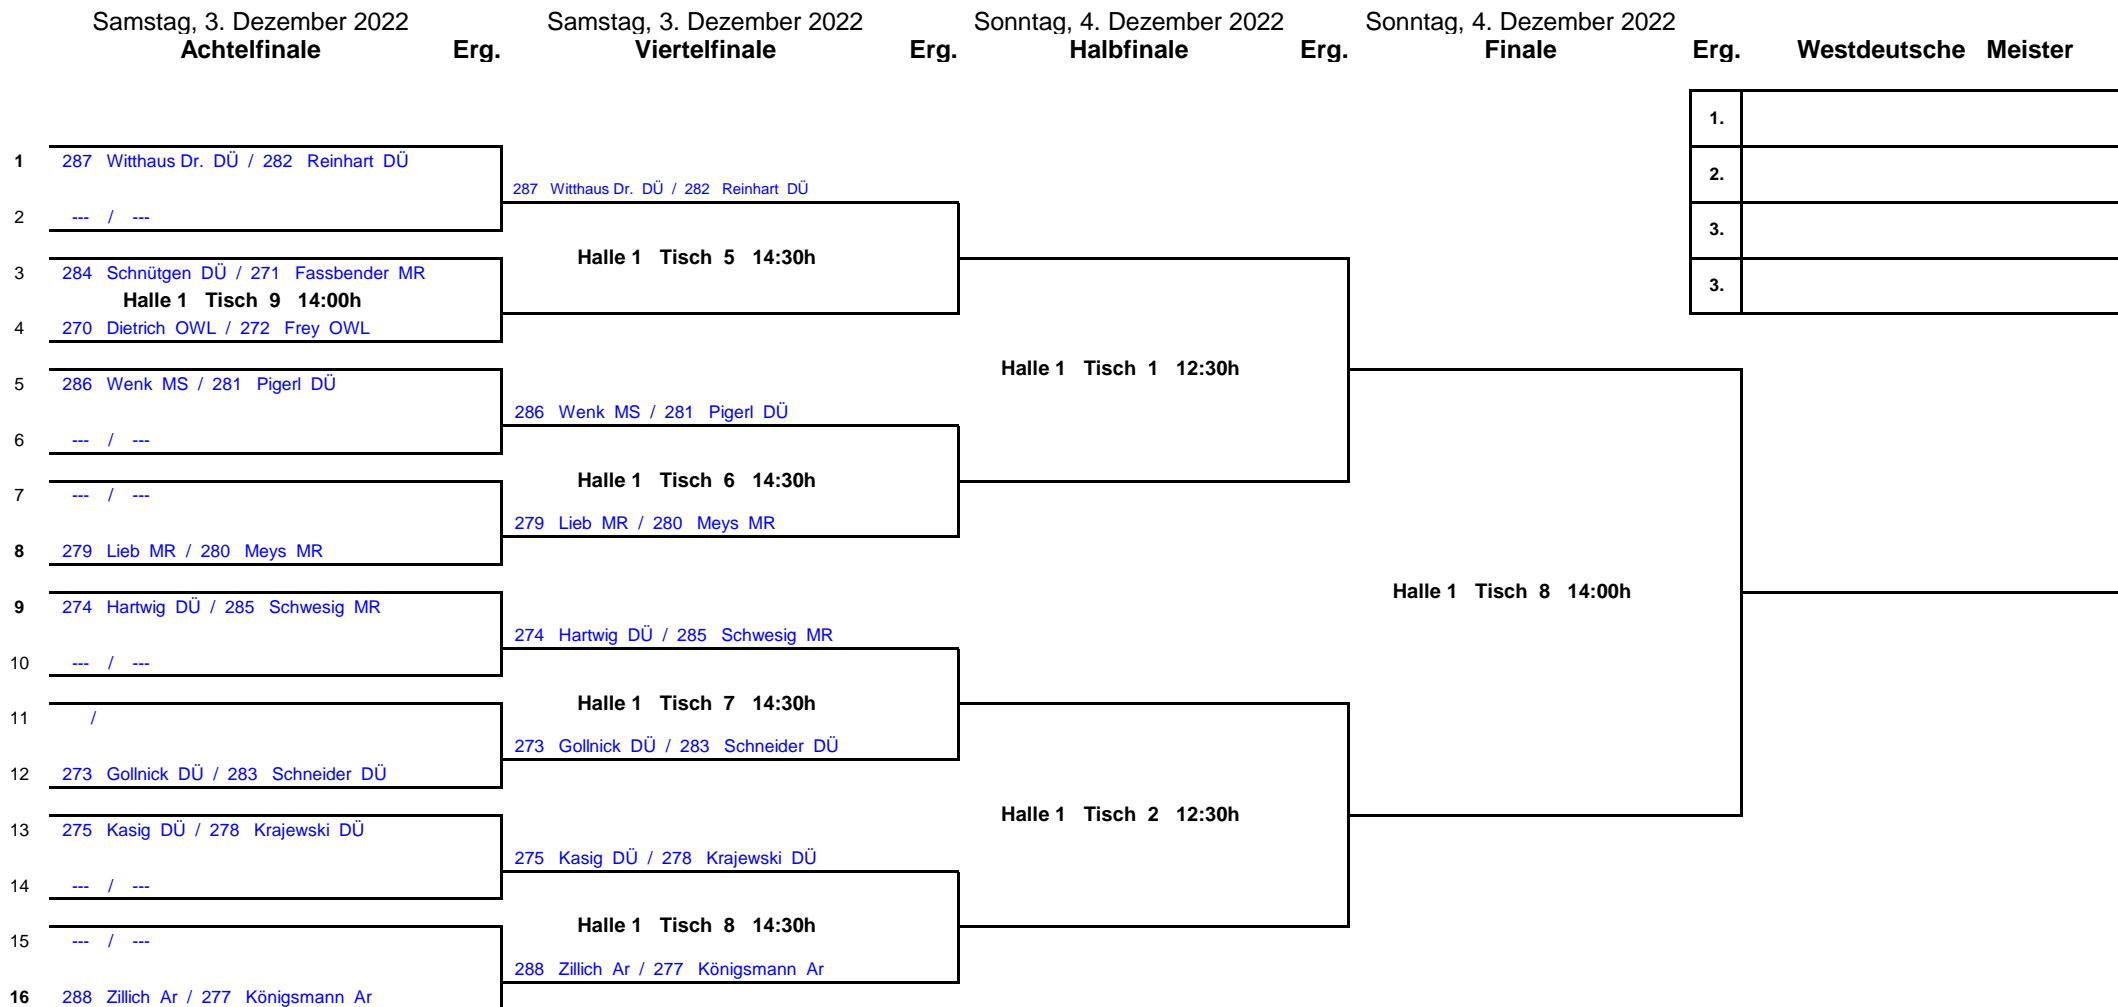 Samstag, 3. Dezember 2022 Samstag, 3. Dezember 2022 Sonntag, 4. Dezember 2022 Sonntag, 4. Dezember 2022
Achtelfinale Erg. Viertelfinale Erg. Halbfinale Erg. Finale Erg. Westdeutsche Meister
1.
1 287 Witthaus Dr. DÜ / 282 Reinhart DÜ
2.
287 Witthaus Dr. DÜ / 282 Reinhart DÜ
2 --- / ---
3.
Halle 1 Tisch 5 14:30h
3 284 Schnütgen DÜ / 271 Fassbender MR
3.
Halle 1 Tisch 9 14:00h
4 270 Dietrich OWL / 272 Frey OWL
Halle 1 Tisch 1 12:30h
5 286 Wenk MS / 281 Pigerl DÜ
286 Wenk MS / 281 Pigerl DÜ
6 --- / ---
Halle 1 Tisch 6 14:30h
7 --- / ---
279 Lieb MR / 280 Meys MR
8 279 Lieb MR / 280 Meys MR
Halle 1 Tisch 8 14:00h
9 274 Hartwig DÜ / 285 Schwesig MR
274 Hartwig DÜ / 285 Schwesig MR
10 --- / ---
Halle 1 Tisch 7 14:30h
11 /
273 Gollnick DÜ / 283 Schneider DÜ
12 273 Gollnick DÜ / 283 Schneider DÜ
Halle 1 Tisch 2 12:30h
13 275 Kasig DÜ / 278 Krajewski DÜ
275 Kasig DÜ / 278 Krajewski DÜ
14 --- / ---
Halle 1 Tisch 8 14:30h
15 --- / ---
288 Zillich Ar / 277 Königsmann Ar
16 288 Zillich Ar / 277 Königsmann Ar